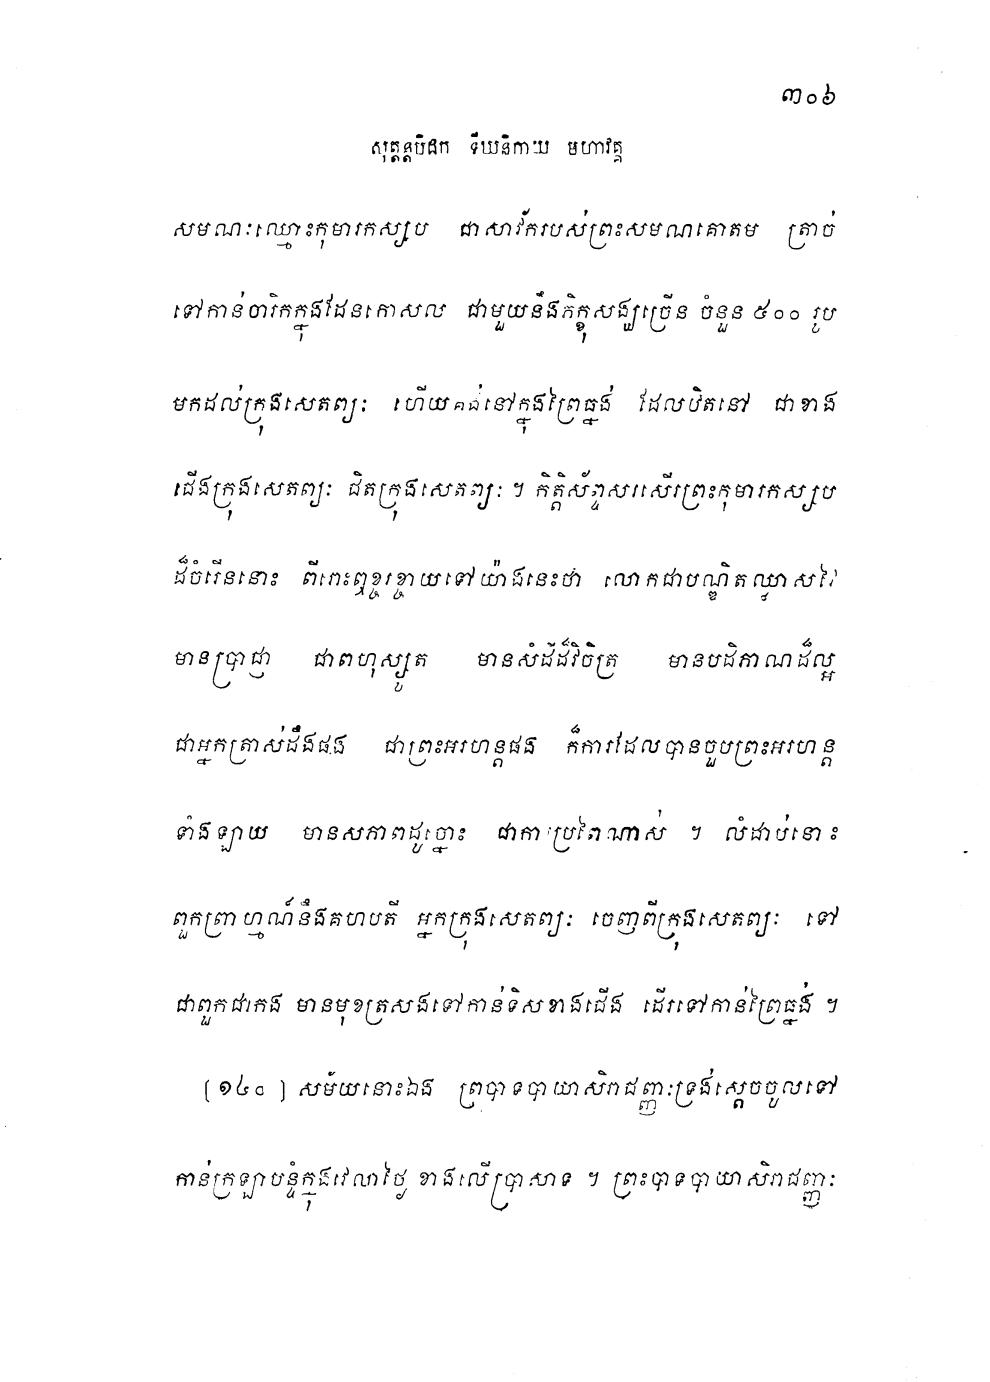 ៣០៦
សុត្តន្តបិដក ទីឃនិកាយ មហាវគ្គ
សមណៈឈ្មោះកុមារកស្សប ជាសាវ័ករបស់ព្រះសមណគោតម ត្រាច់
ទៅកាន់ចារិកក្នុងដែនកោសល ជាមួយនឹងភិក្ខុសង្ឃច្រើន ចំនួន ៥០០ រូប
មកដល់ក្រុងសេតព្យៈ ហើយគង់នៅក្នុងព្រៃធ្នង់ ដែលឋិតនៅ ជាខាង
ជើងក្រុងសេតព្យៈ ជិតក្រុងសេតព្យៈ ។ កិត្តិស័ព្ទសរសើរព្រះកុមារកស្សប
ដ៏ចំរើននោះ ពីរោះឮខ្ចរខ្ចាយទៅយ៉ាងនេះថា លោកជាបណ្ឌិតឈ្លាសវៃ
មានប្រាជ្ញា ជាពហុស្សូត មានសំដីដ៏វិចិត្រ មានបដិភាណដ៏ល្អ
ជាអ្នកត្រាស់ដឹងផង ជាព្រះអរហន្តផង ក៏ការដែលបានចួបព្រះអរហន្ត
ទាំងឡាយ មានសភាពដូច្នោះ ជាការប្រពៃណាស់ ។ លំដាប់នោះ
ពួកព្រាហ្មណ៍នឹងគហបតី អ្នកក្រុងសេតព្យៈ ចេញពីក្រុងសេតព្យៈ ទៅ
ជាពួកជាកង មានមុខត្រសងទៅកាន់ទិសខាងជើង ដើរទៅកាន់ព្រៃធ្នង់ ។
[១៤០] សម័យនោះឯង ព្របាទបាយាសិរាជញ្ញៈទ្រង់ស្តេចចូលទៅ
កាន់ក្រឡាបន្ទំក្នុងវេលាថ្ងៃ ខាងលើប្រាសាទ ។ ព្រះបាទបាយាសិរាជញ្ញៈ